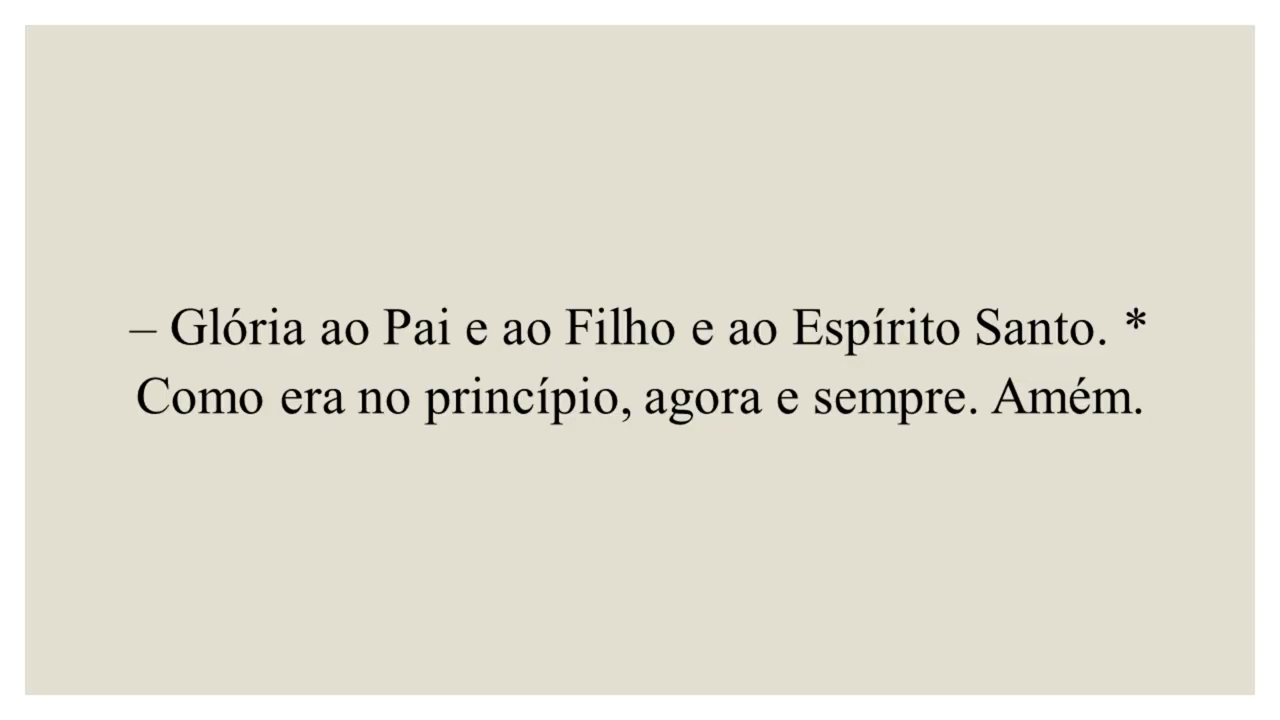 – Glória ao Pai e ao Filho e ao Espírito Santo. *
Como era no princípio, agora e sempre. Amém.